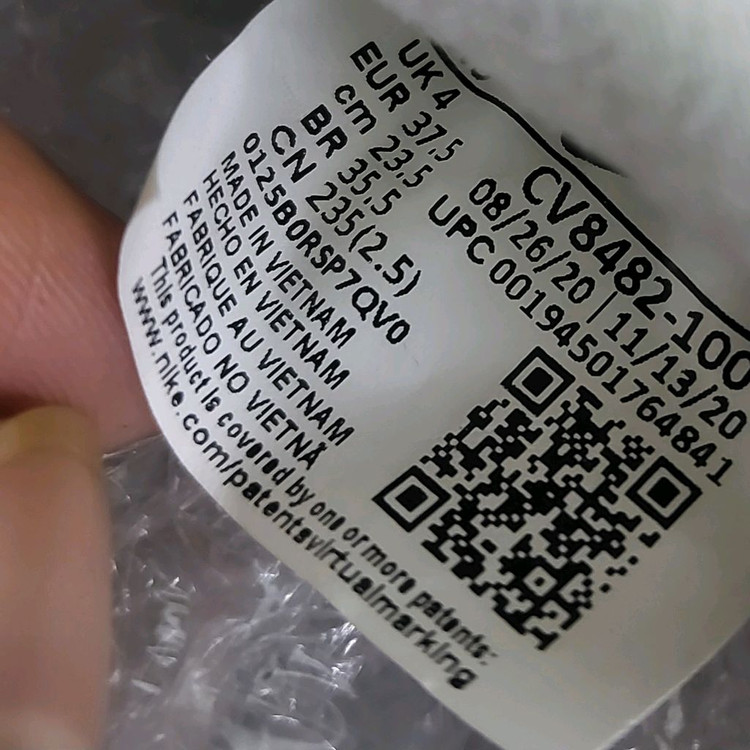 UK 4
EUR 37.5
cm 23.5
BR 35.5
CN 235(2.5)
0125B0RSP7QV0
MADE IN VIETNAM
HECHO EN VIETNAM
FABRIQUE AU VIETNAM
FABRICADO NO VIETNÃ
This product is covered by one or more patents:
www.nike.com/patentsvirtualmarking
CV8482-100
08/26/20 | 11/13/20
UPC 00194501764841